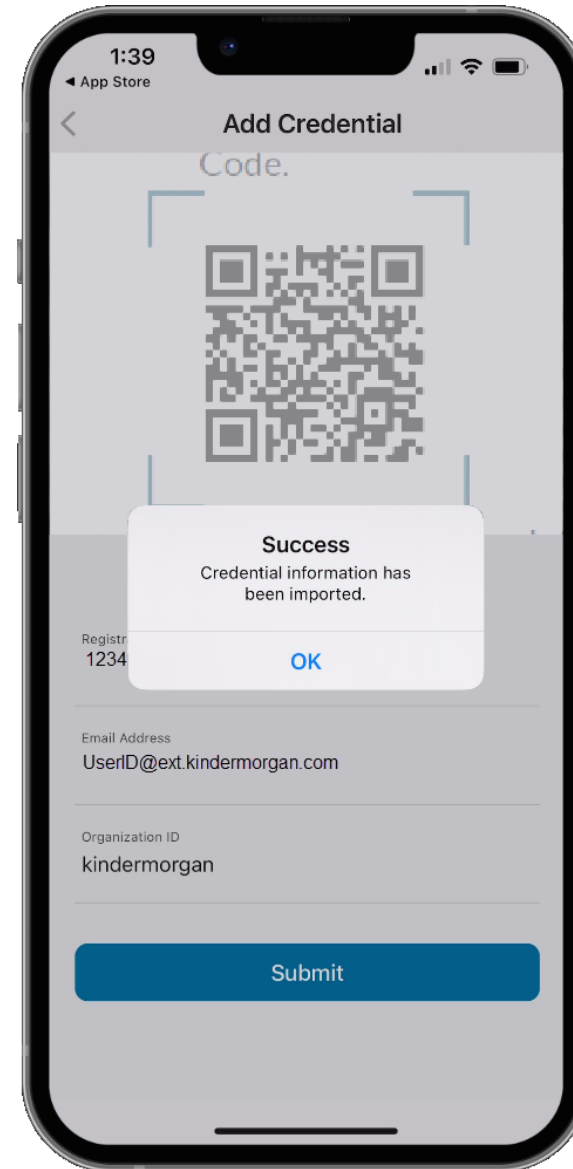 1:39
◀ App Store
Add Credential
Code.
Success
Credential information has
been imported.
OK
Registr
1234
Email Address
UserID@ext.kindermorgan.com
Organization ID
kindermorgan
Submit